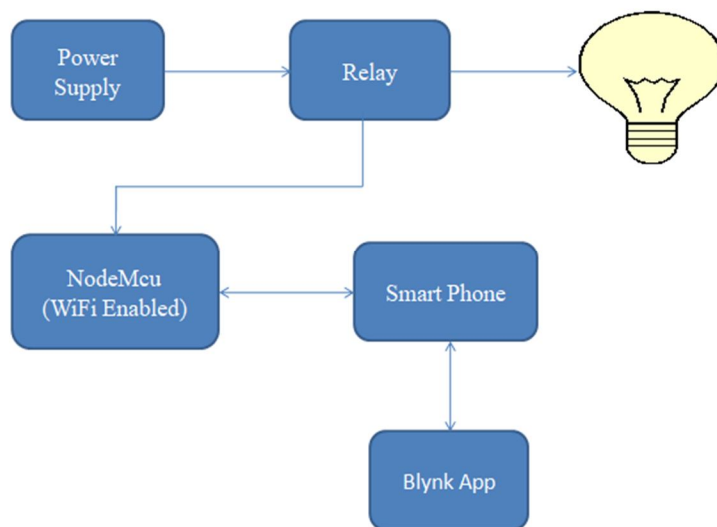 Power
Supply
Relay
NodeMcu
(WiFi Enabled)
Smart Phone
Blynk App